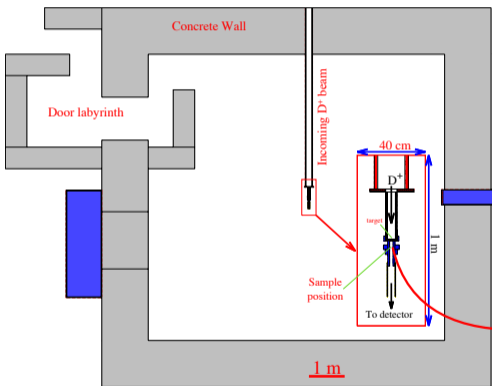 Concrete Wall
Door labyrinth
Incoming D⁺ beam
40 cm
D⁺
target
1 m
Sample
position
To detector
1 m